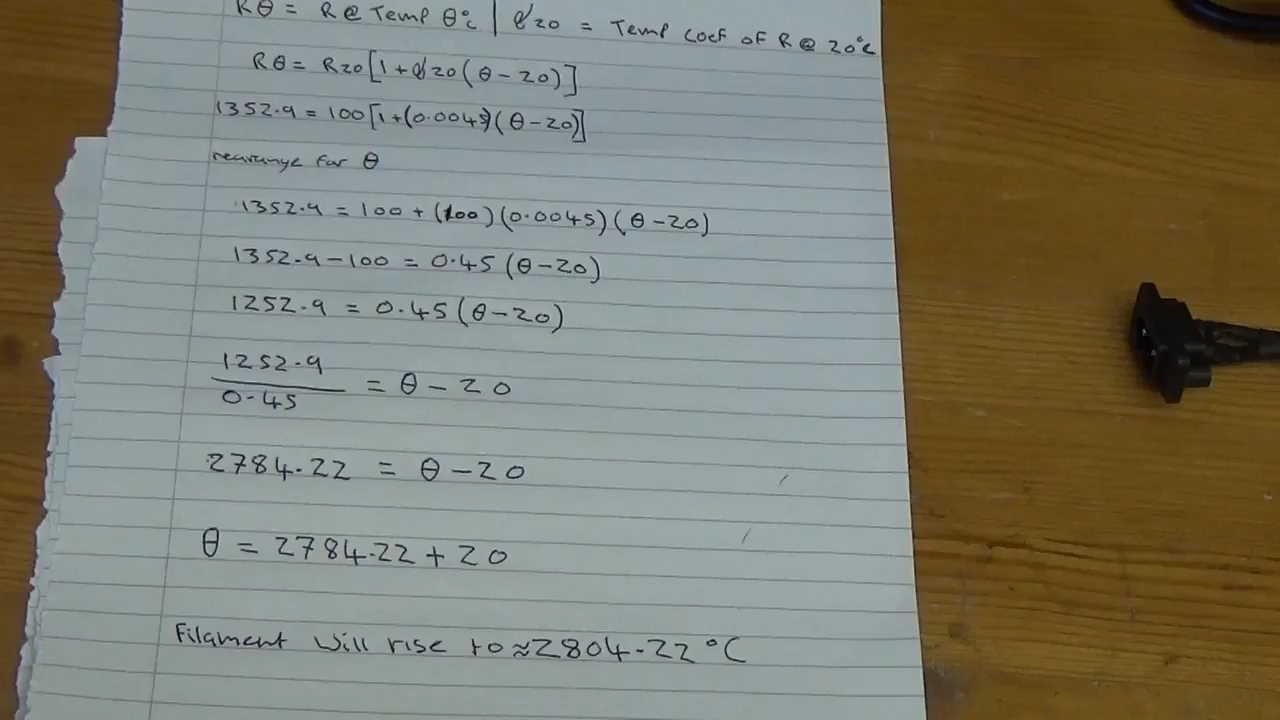 Rθ = R @ Temp θ°c | α20 = Temp coef of R @ 20°C
Rθ = R20[1+α20(θ-20)]
1352.9 = 100[1+(0.0045)(θ-20)]
rearange for θ
1352.9 = 100 + (100)(0.0045)(θ-20)
1352.9-100 = 0.45(θ-20)
1252.9 = 0.45(θ-20)
1252.9
0.45
= θ-20
2784.22 = θ-20
θ = 2784.22 + 20
Filament will rise to ≈2804.22°C